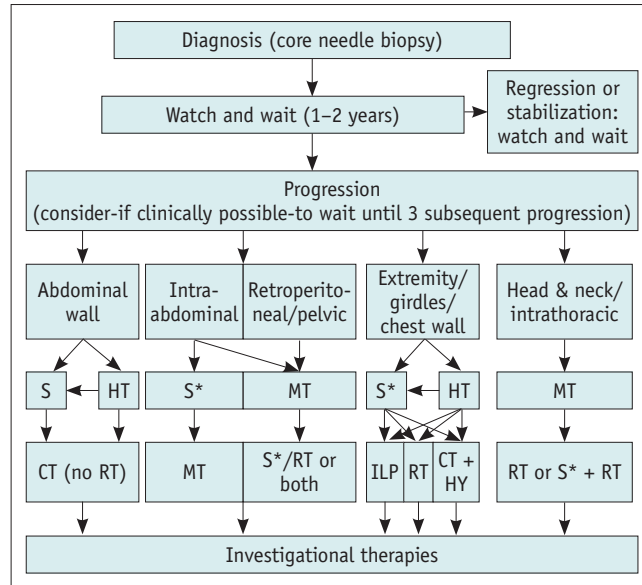 Diagnosis (core needle biopsy)
Watch and wait (1–2 years)
Regression or
stabilization:
watch and wait
Progression
(consider-if clinically possible-to wait until 3 subsequent progression)
Abdominal
wall
Intra-
abdominal
Retroperito-
neal/pelvic
Extremity/
girdles/
chest wall
Head & neck/
intrathoracic
S
HT
S*
MT
S*
HT
MT
CT (no RT)
MT
S*/RT or
both
ILP
RT
CT +
HY
RT or S* + RT
Investigational therapies